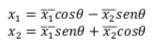 x₁ = x̅₁cosθ − x̅₂senθ
x₂ = x̅₁senθ + x̅₂cosθ